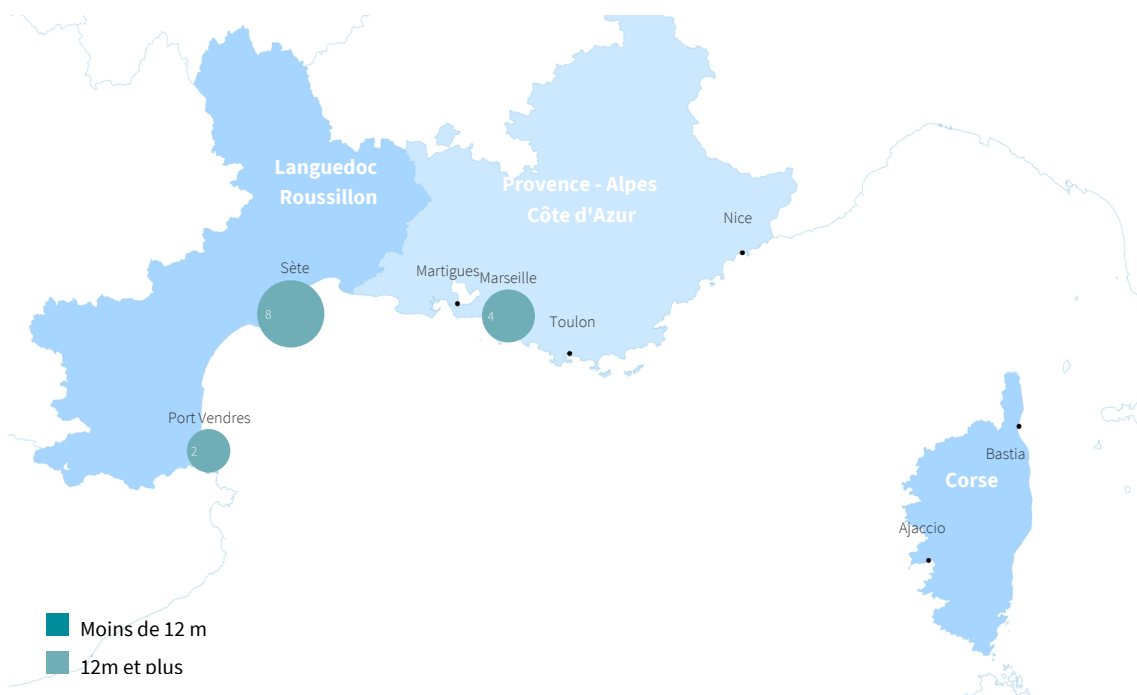 Languedoc
Roussillon
Provence - Alpes
Côte d'Azur
Nice
Sète
Martigues
Marseille
8
4
Toulon
Port Vendres
2
Bastia
Corse
Ajaccio
Moins de 12 m
12m et plus